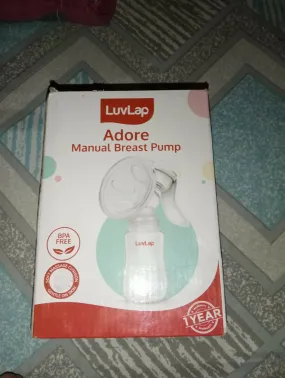 LuvLap
Adore
Manual Breast Pump
LuvLap
BPA
FREE
1 YEAR